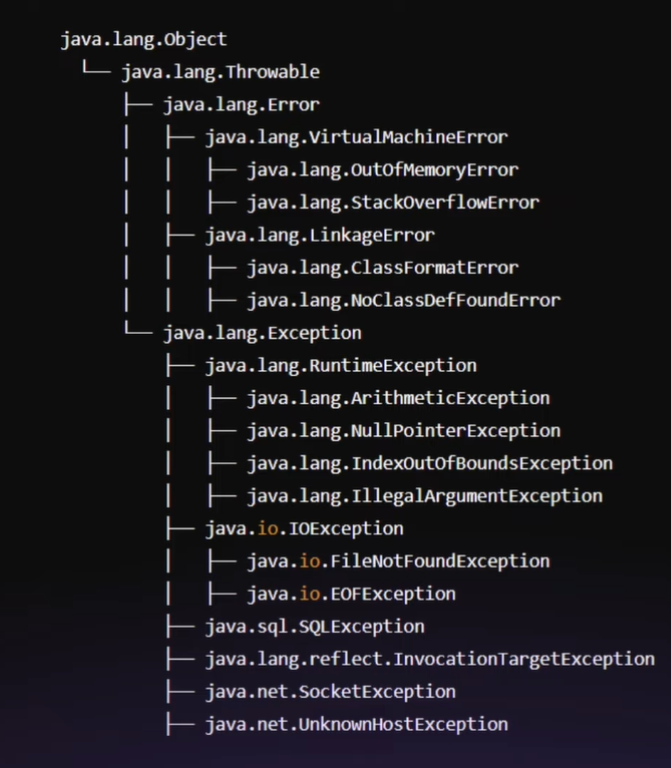 java.lang.Object
└── java.lang.Throwable
├── java.lang.Error
│ ├── java.lang.VirtualMachineError
│ │ ├── java.lang.OutOfMemoryError
│ │ ├── java.lang.StackOverflowError
│ ├── java.lang.LinkageError
│ │ ├── java.lang.ClassFormatError
│ │ ├── java.lang.NoClassDefFoundError
└── java.lang.Exception
├── java.lang.RuntimeException
│ ├── java.lang.ArithmeticException
│ ├── java.lang.NullPointerException
│ ├── java.lang.IndexOutOfBoundsException
│ ├── java.lang.IllegalArgumentException
├── java.io.IOException
│ ├── java.io.FileNotFoundException
│ ├── java.io.EOFException
├── java.sql.SQLException
├── java.lang.reflect.InvocationTargetException
├── java.net.SocketException
├── java.net.UnknownHostException